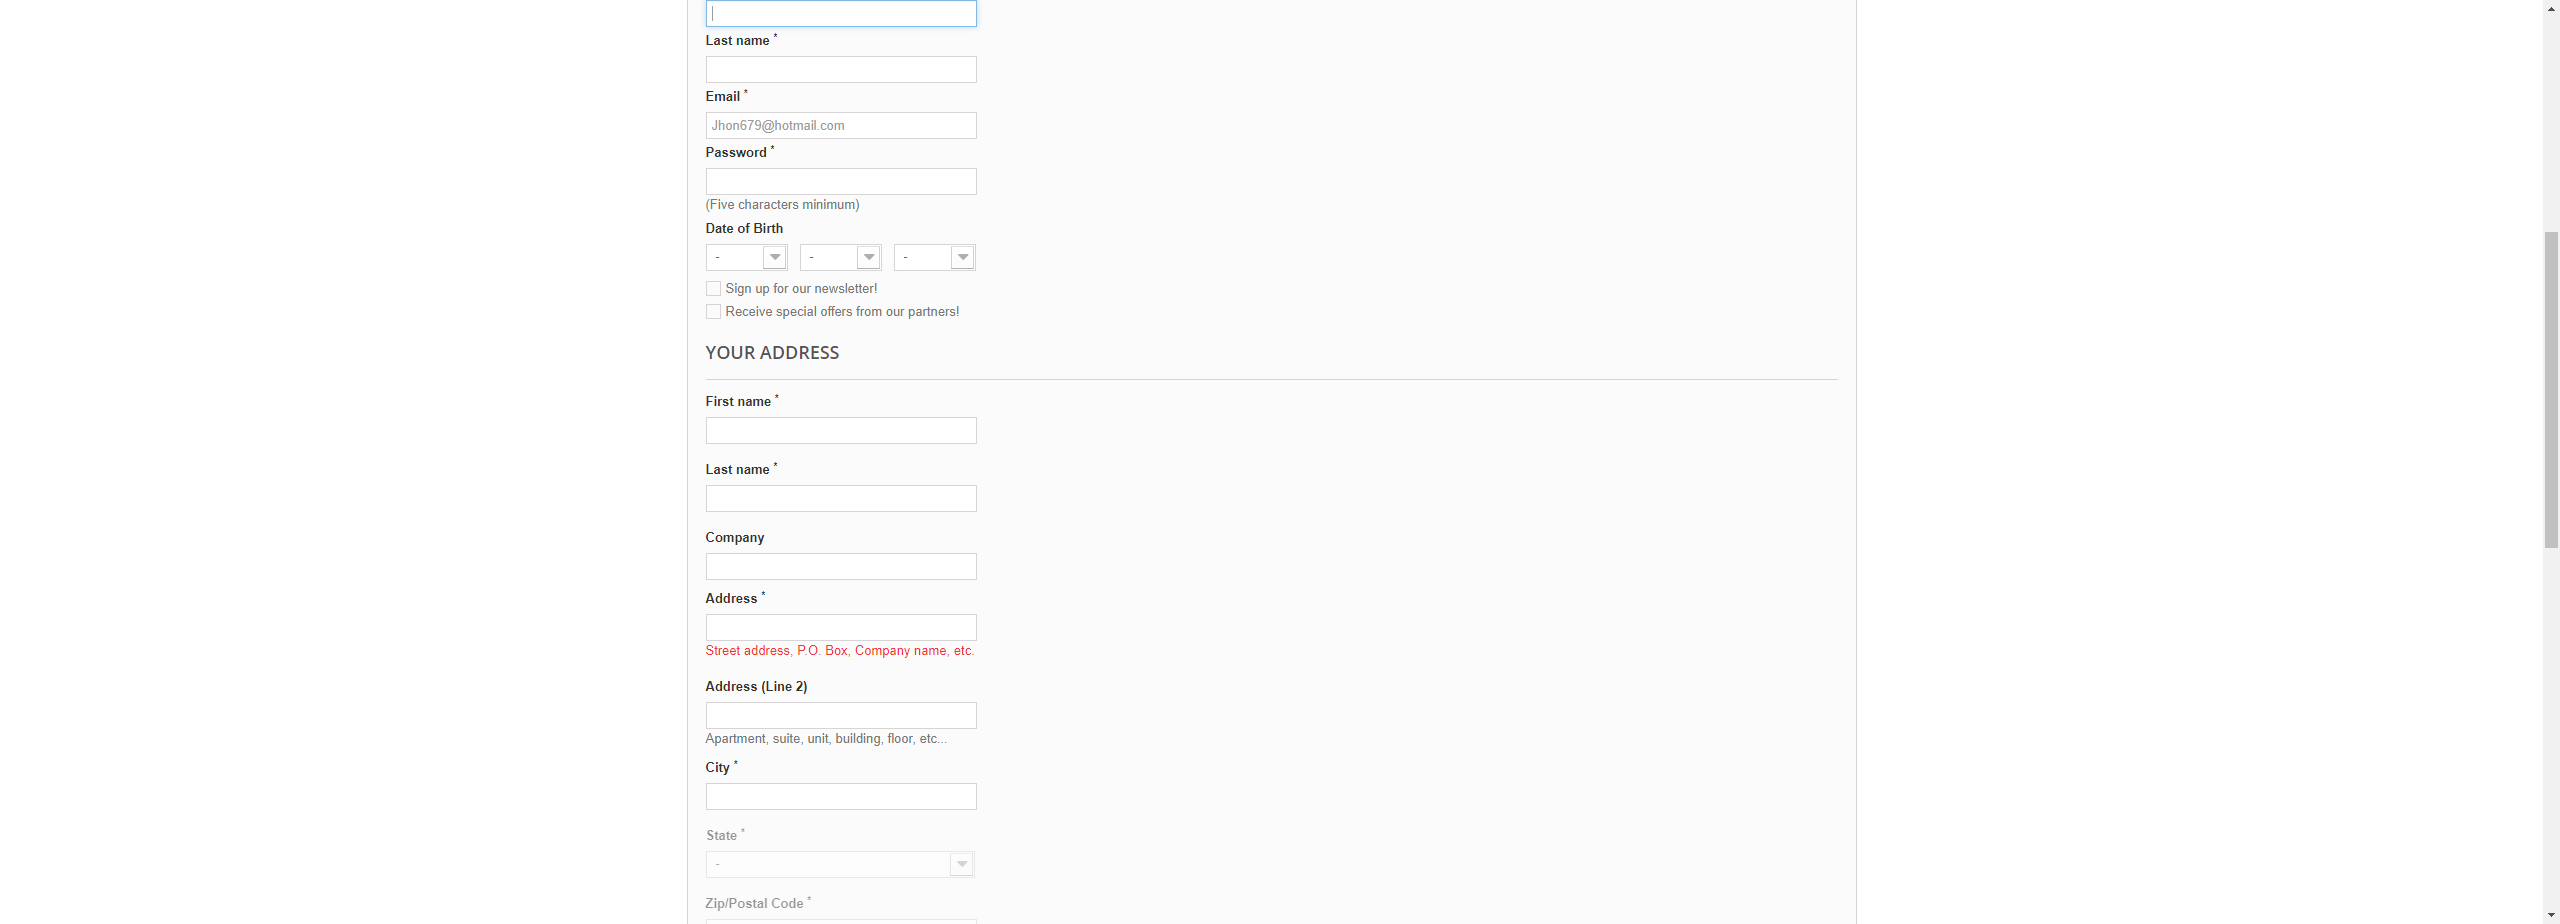 Last name *
Email *
Jhon679@hotmail.com
Password *
(Five characters minimum)
Date of Birth
- - -
Sign up for our newsletter!
Receive special offers from our partners!
YOUR ADDRESS
First name *
Last name *
Company
Address *
Street address, P.O. Box, Company name, etc.
Address (Line 2)
Apartment, suite, unit, building, floor, etc...
City *
State *
-
Zip/Postal Code *